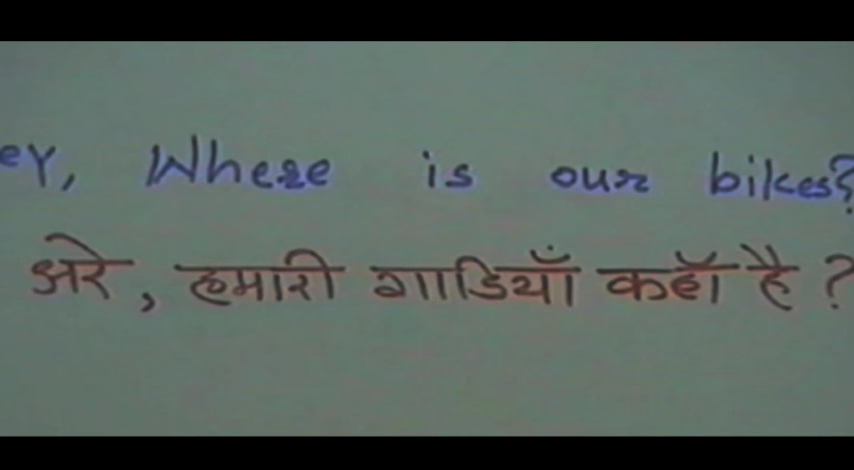 ey, Where is our bikes?
अरे, हमारी गाडियाँ कहाँ है ?